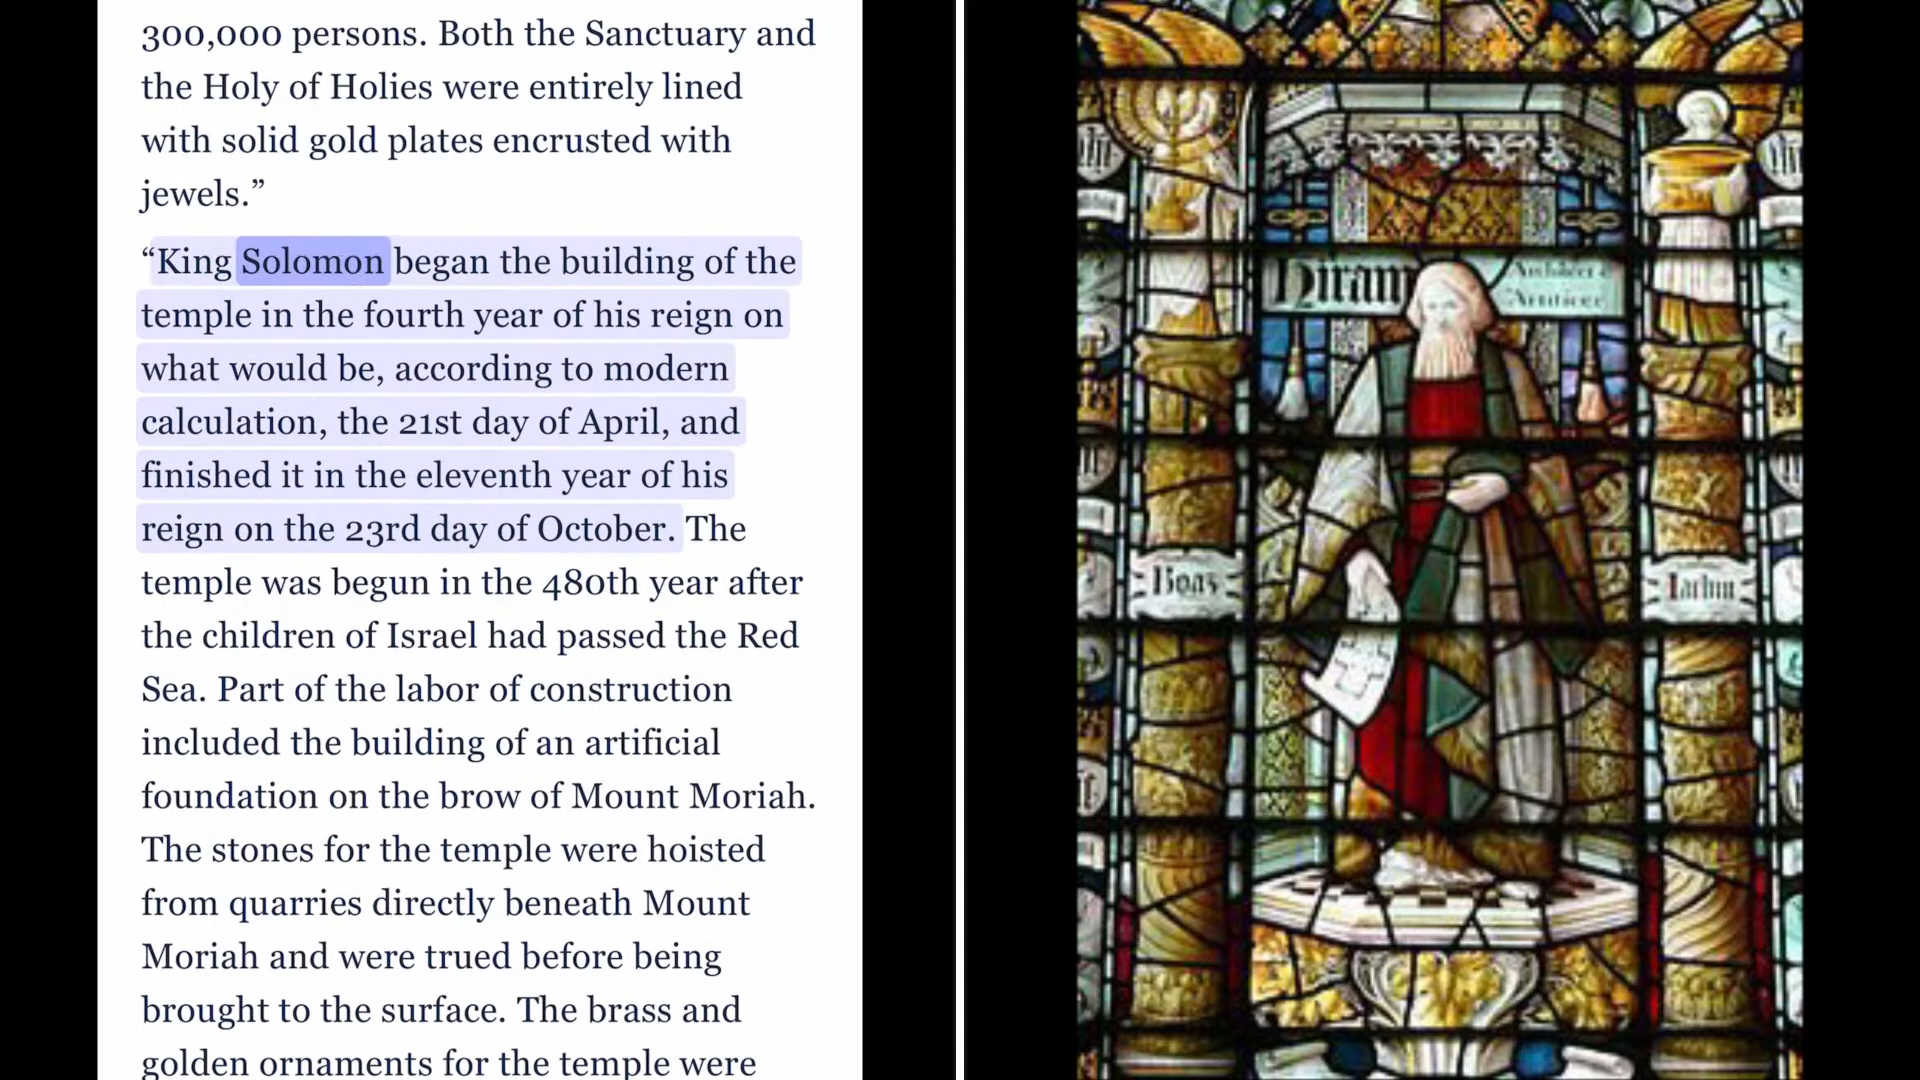 300,000 persons. Both the Sanctuary and
the Holy of Holies were entirely lined
with solid gold plates encrusted with
jewels.”
“King Solomon began the building of the
temple in the fourth year of his reign on
what would be, according to modern
calculation, the 21st day of April, and
finished it in the eleventh year of his
reign on the 23rd day of October. The
temple was begun in the 480th year after
the children of Israel had passed the Red
Sea. Part of the labor of construction
included the building of an artificial
foundation on the brow of Mount Moriah.
The stones for the temple were hoisted
from quarries directly beneath Mount
Moriah and were trued before being
brought to the surface. The brass and
golden ornaments for the temple were
Hiram
Architect &
Artificer
Boas
Iachin